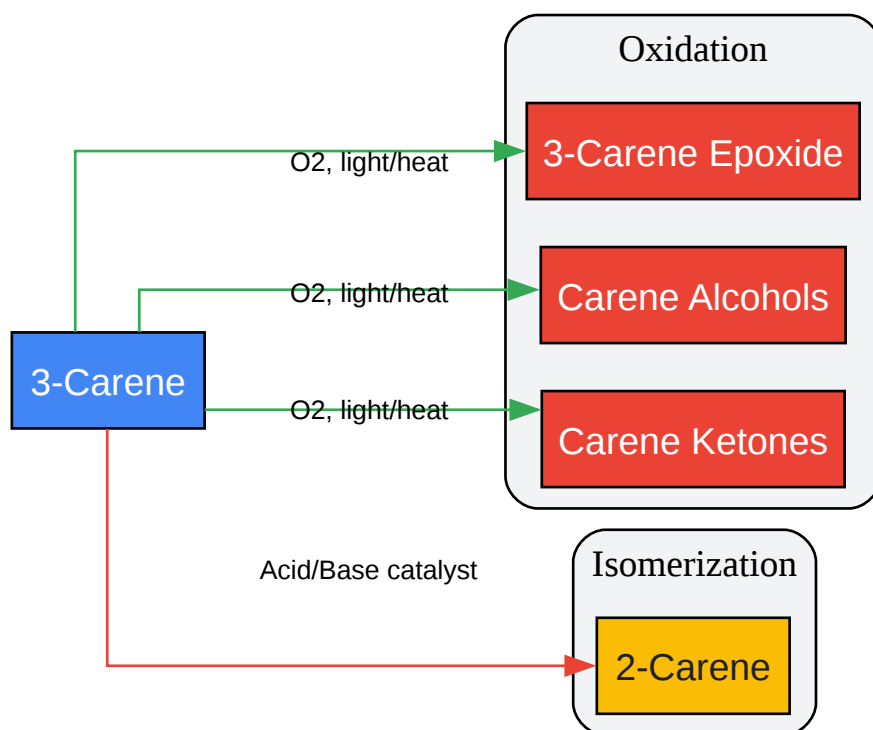 Oxidation
3-Carene Epoxide
O2, light/heat
Carene Alcohols
O2, light/heat
3-Carene
O2, light/heat
Carene Ketones
Isomerization
Acid/Base catalyst
2-Carene